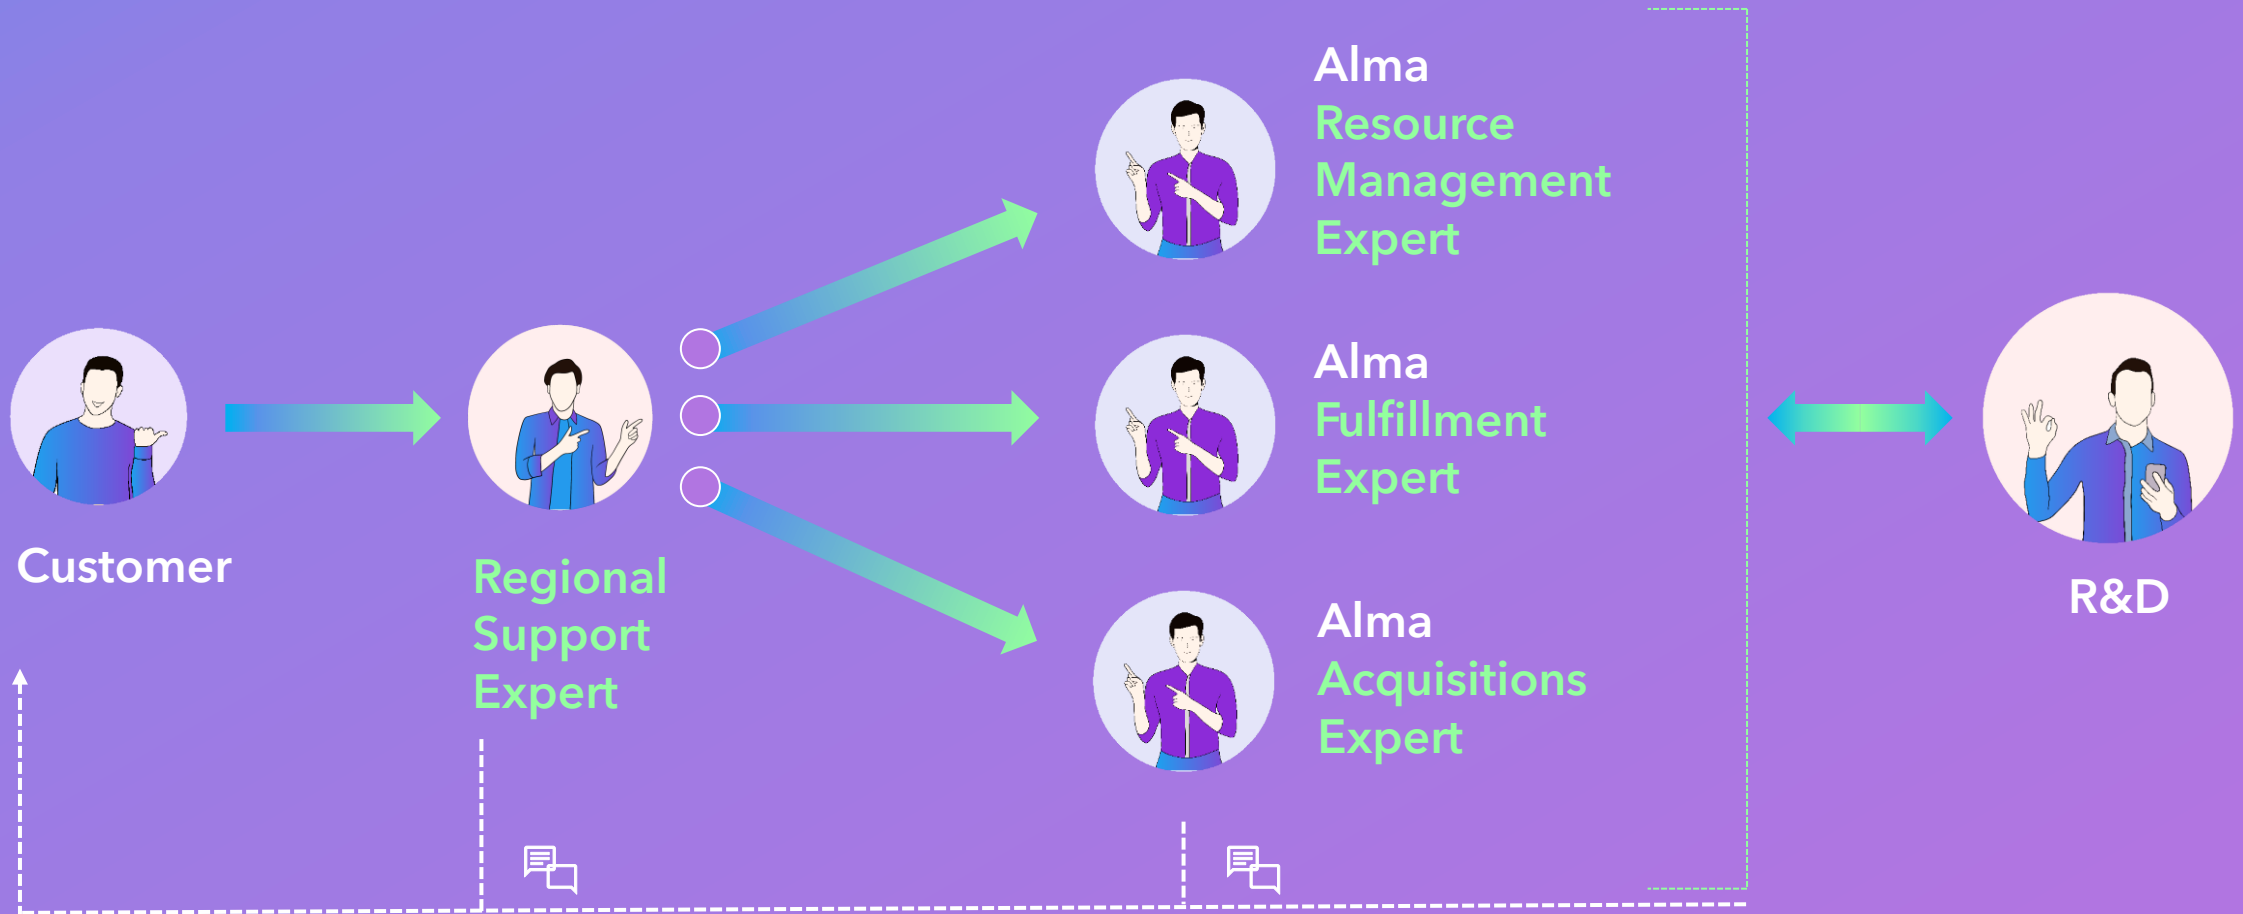 Customer
Regional
Support
Expert
Alma
Resource
Management
Expert
Alma
Fulfillment
Expert
Alma
Acquisitions
Expert
R&D